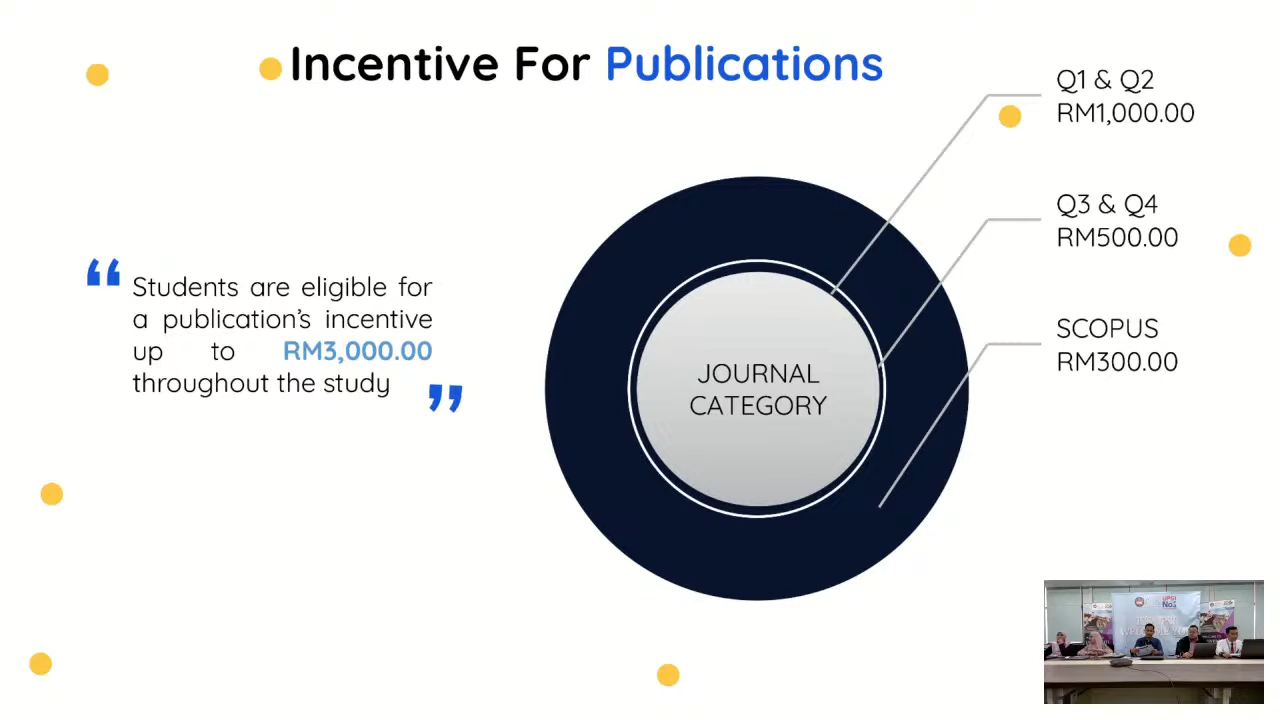 Incentive For Publications
Q1 & Q2
RM1,000.00
Q3 & Q4
RM500.00
SCOPUS
RM300.00
“ Students are eligible for
a publication’s incentive
up to RM3,000.00
throughout the study ”
JOURNAL
CATEGORY
UPSI